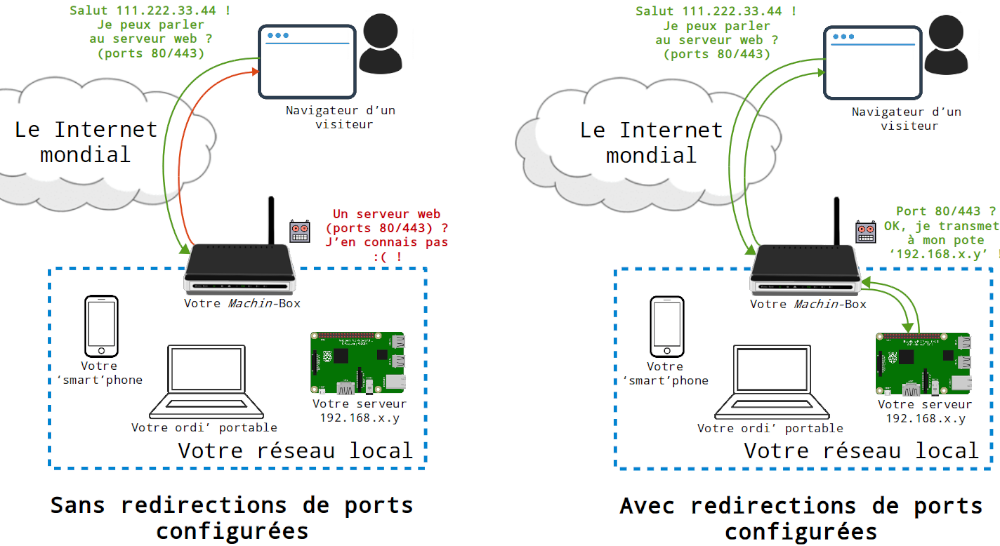 Salut 111.222.33.44 !
Je peux parler
au serveur web ?
(ports 80/443)
Navigateur d’un
visiteur
Le Internet
mondial
Un serveur web
(ports 80/443) ?
J’en connais pas
:( !
Votre Machin-Box
Votre
‘smart’phone
Votre ordi’ portable
Votre serveur
192.168.x.y
Votre réseau local
Sans redirections de ports
configurées
Salut 111.222.33.44 !
Je peux parler
au serveur web ?
(ports 80/443)
Navigateur d’un
visiteur
Le Internet
mondial
Port 80/443 ?
OK, je transmet
à mon pote
‘192.168.x.y’ !
Votre Machin-Box
Votre
‘smart’phone
Votre ordi’ portable
Votre serveur
192.168.x.y
Votre réseau local
Avec redirections de ports
configurées